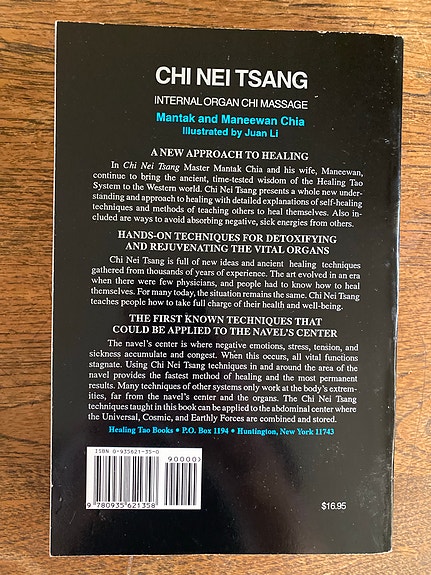 CHI NEI TSANG
INTERNAL ORGAN CHI MASSAGE
Mantak and Maneewan Chia
Illustrated by Juan Li
A NEW APPROACH TO HEALING
In Chi Nei Tsang Master Mantak Chia and his wife, Maneewan,
continue to bring the ancient, time-tested wisdom of the Healing Tao
System to the Western world. Chi Nei Tsang presents a whole new under-
standing and approach to healing with detailed explanations of self-healing
techniques and methods of teaching others to heal themselves. Also in-
cluded are ways to avoid absorbing negative, sick energies from others.
HANDS-ON TECHNIQUES FOR DETOXIFYING
AND REJUVENATING THE VITAL ORGANS
Chi Nei Tsang is full of new ideas and ancient healing techniques
gathered from thousands of years of experience. The art evolved in an era
when there were few physicians, and people had to know how to heal
themselves. For many today, the situation remains the same. Chi Nei Tsang
teaches people how to take full charge of their health and well-being.
THE FIRST KNOWN TECHNIQUES THAT
COULD BE APPLIED TO THE NAVEL'S CENTER
The navel's center is where negative emotions, stress, tension, and
sickness accumulate and congest. When this occurs, all vital functions
stagnate. Using Chi Nei Tsang techniques in and around the area of the
navel provides the fastest method of healing and the most permanent
results. Many techniques of other systems only work at the body's extrem-
ities, far from the navel's center and the organs. The Chi Nei Tsang
techniques taught in this book can be applied to the abdominal center where
the Universal, Cosmic, and Earthly Forces are combined and stored.
Healing Tao Books • P.O. Box 1194 • Huntington, New York 11743
ISBN 0-935621-35-0
90000>
9 780935 621358
$16.95